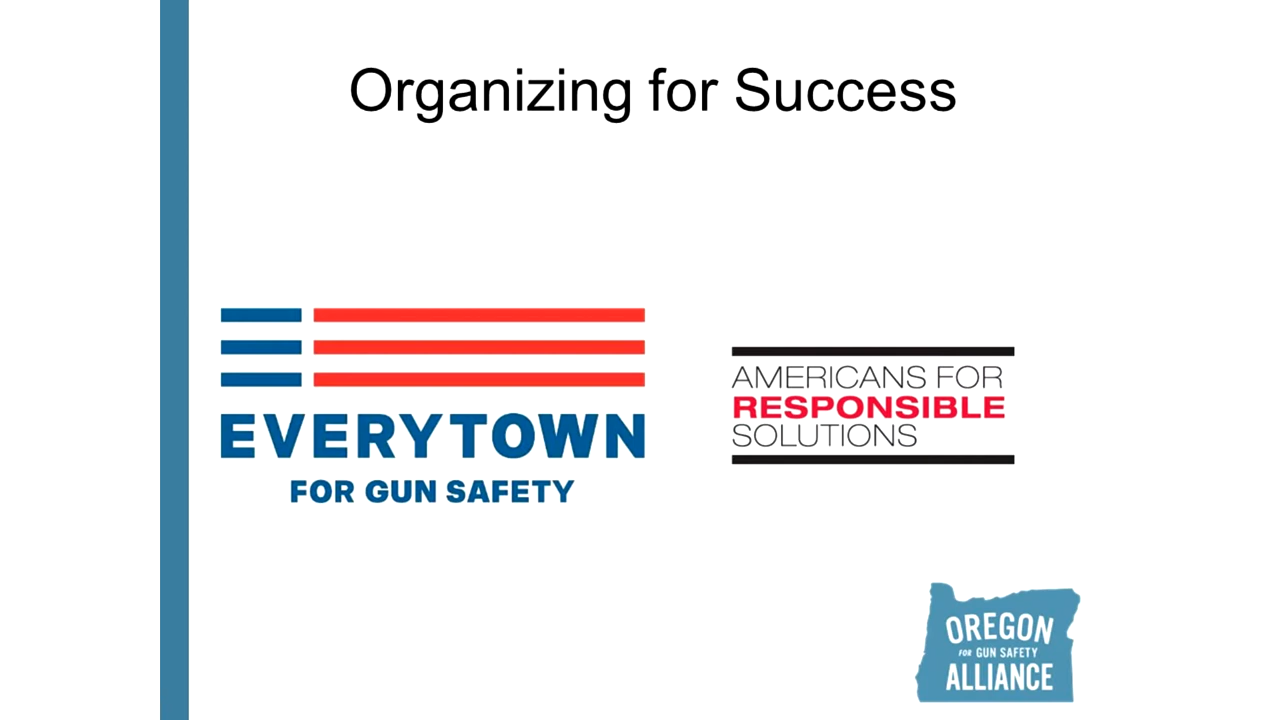 Organizing for Success
EVERYTOWN
FOR GUN SAFETY
AMERICANS FOR
RESPONSIBLE
SOLUTIONS
OREGON
FOR GUN SAFETY
ALLIANCE